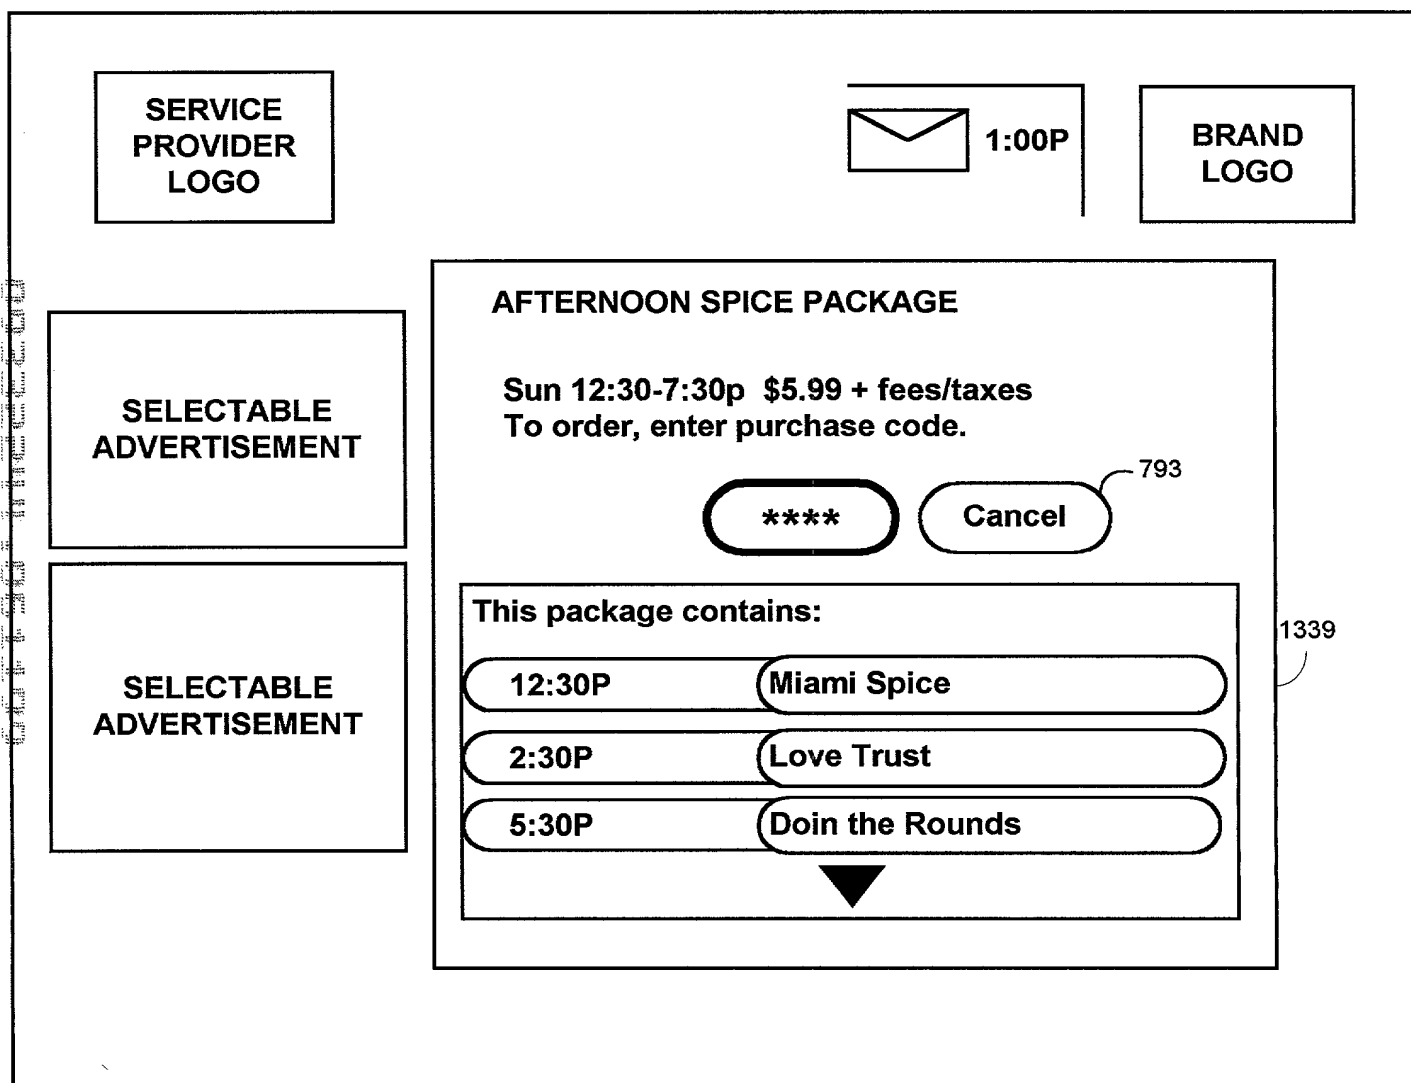 SERVICE
PROVIDER
LOGO
1:00P
BRAND
LOGO
AFTERNOON SPICE PACKAGE
SELECTABLE
ADVERTISEMENT
Sun 12:30-7:30p $5.99 + fees/taxes
To order, enter purchase code.
793
****
Cancel
SELECTABLE
ADVERTISEMENT
This package contains:
1339
12:30P Miami Spice
2:30P Love Trust
5:30P Doin the Rounds